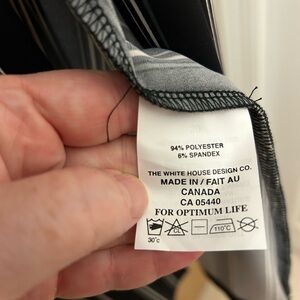 94% POLYESTER
6% SPANDEX
THE WHITE HOUSE DESIGN CO.
MADE IN / FAIT AU
CANADA
CA 05440
FOR OPTIMUM LIFE
CL 110°C
30°c